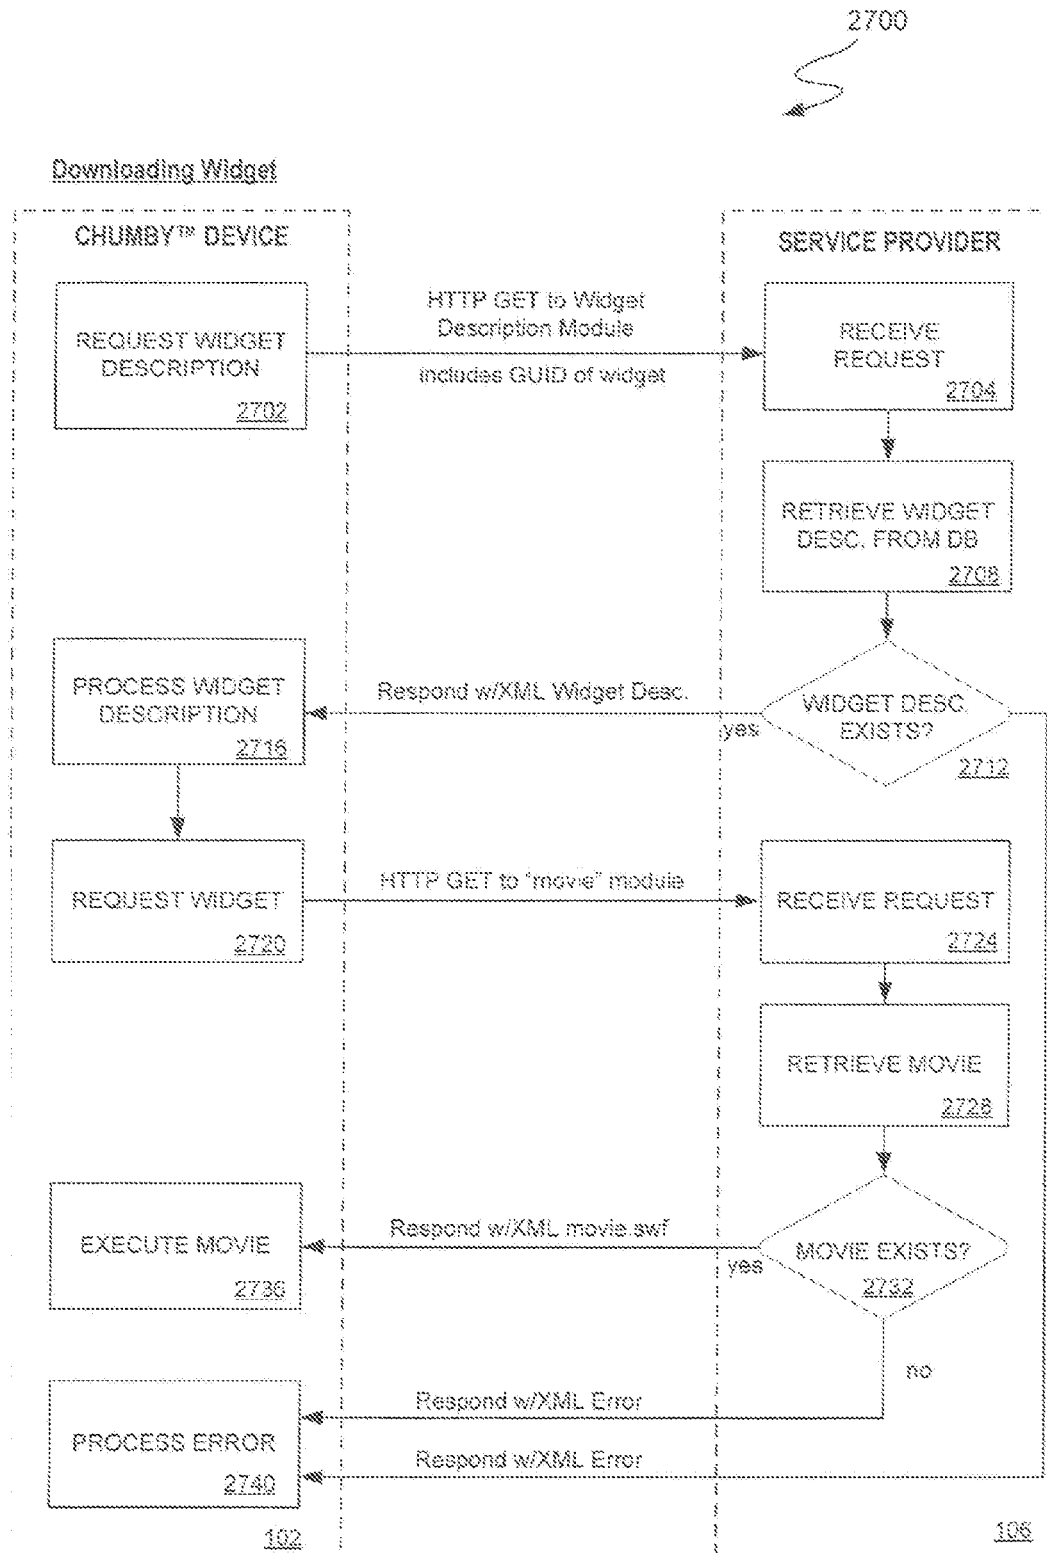 2700
Downloading Widget
CHUMBY™ DEVICE
SERVICE PROVIDER
REQUEST WIDGET
DESCRIPTION
2702
HTTP GET to Widget
Description Module
includes GUID of widget
RECEIVE
REQUEST
2704
RETRIEVE WIDGET
DESC. FROM DB
2708
PROCESS WIDGET
DESCRIPTION
2716
Respond w/XML Widget Desc.
yes
WIDGET DESC.
EXISTS?
2712
REQUEST WIDGET
2720
HTTP GET to "movie" module
RECEIVE REQUEST
2724
RETRIEVE MOVIE
2728
EXECUTE MOVIE
2736
Respond w/XML movie.swf
yes
MOVIE EXISTS?
2732
no
Respond w/XML Error
PROCESS ERROR
2740
Respond w/XML Error
102
106